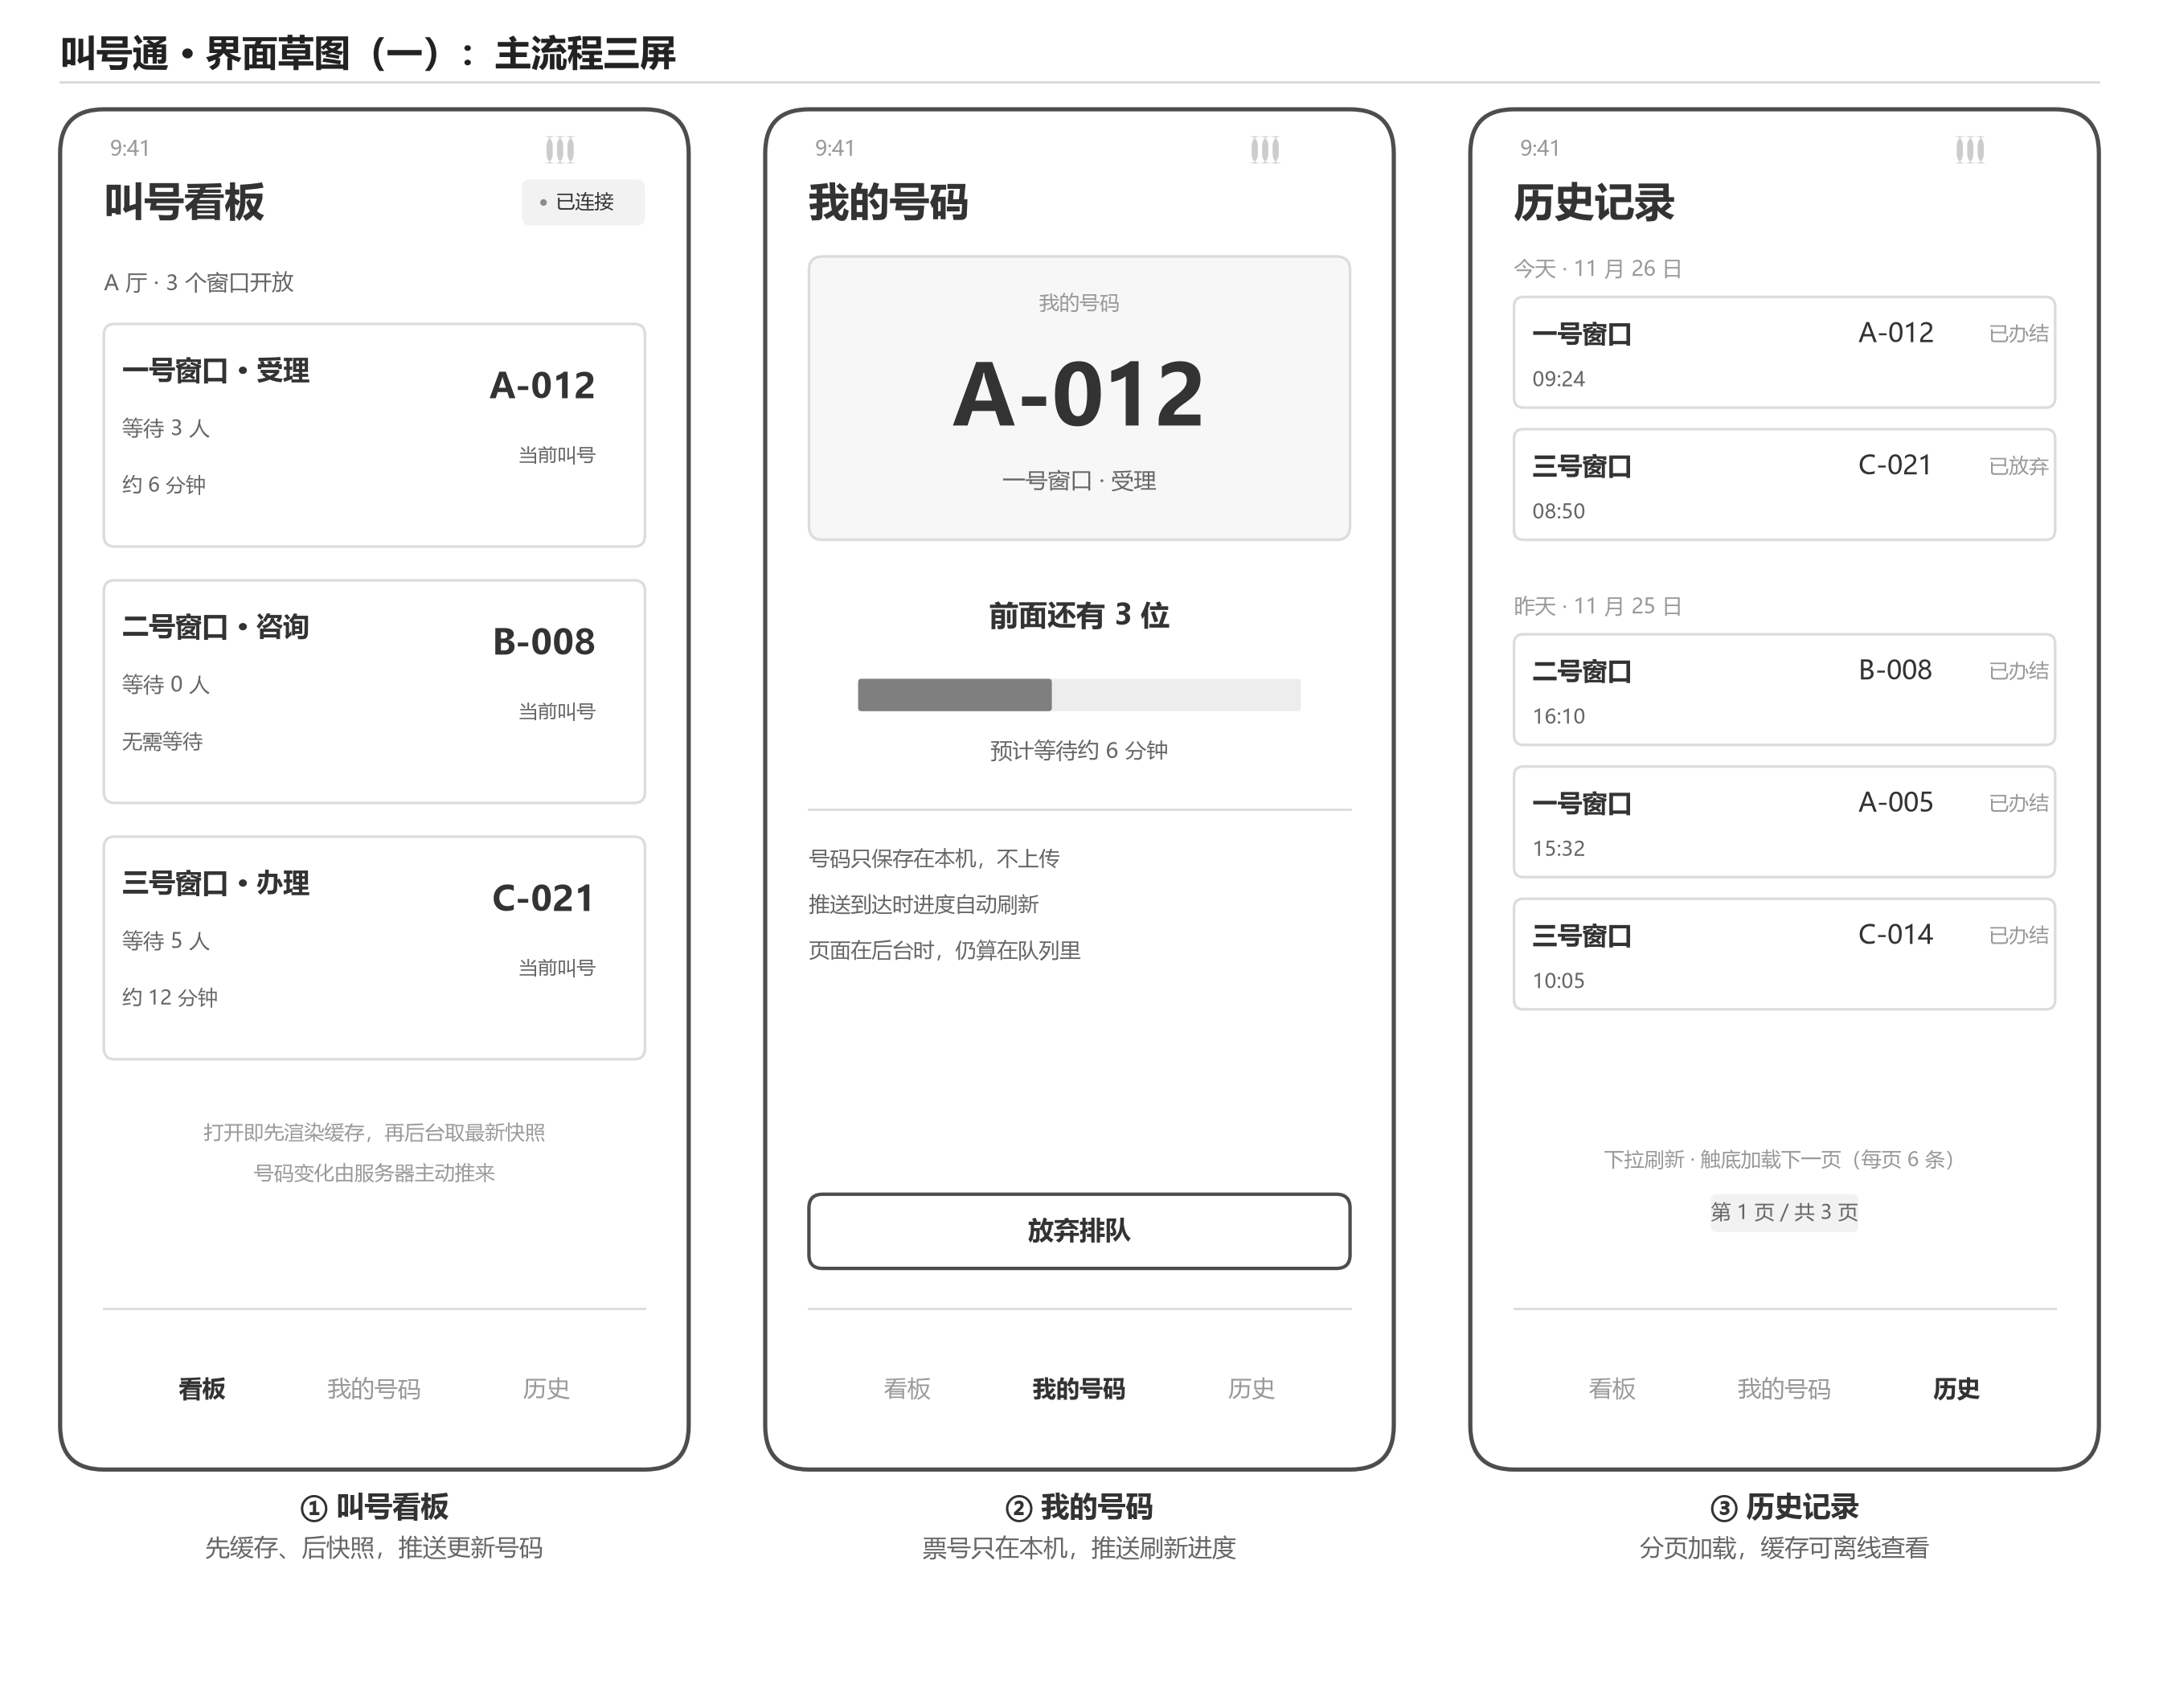 叫号通·界面草图（一）：主流程三屏
9:41
叫号看板
已连接
A 厅 · 3 个窗口开放
一号窗口·受理
A-012
等待 3 人
当前叫号
约 6 分钟
二号窗口·咨询
B-008
等待 0 人
当前叫号
无需等待
三号窗口·办理
C-021
等待 5 人
当前叫号
约 12 分钟
打开即先渲染缓存，再后台取最新快照
号码变化由服务器主动推来
看板 我的号码 历史
① 叫号看板
先缓存、后快照，推送更新号码
9:41
我的号码
我的号码
A-012
一号窗口 · 受理
前面还有 3 位
预计等待约 6 分钟
号码只保存在本机，不上传
推送到达时进度自动刷新
页面在后台时，仍算在队列里
放弃排队
看板 我的号码 历史
② 我的号码
票号只在本机，推送刷新进度
9:41
历史记录
今天 · 11 月 26 日
一号窗口 A-012 已办结
09:24
三号窗口 C-021 已放弃
08:50
昨天 · 11 月 25 日
二号窗口 B-008 已办结
16:10
一号窗口 A-005 已办结
15:32
三号窗口 C-014 已办结
10:05
下拉刷新 · 触底加载下一页（每页 6 条）
第 1 页 / 共 3 页
看板 我的号码 历史
③ 历史记录
分页加载，缓存可离线查看